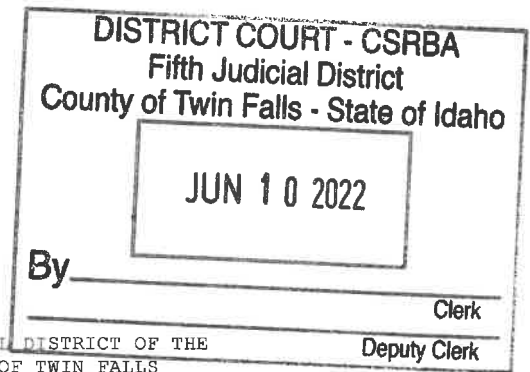 DISTRICT COURT - CSRBA
Fifth Judicial District
County of Twin Falls - State of Idaho
JUN 10 2022
By
Clerk
Deputy Clerk
DISTRICT OF THE
OF TWIN FALLS